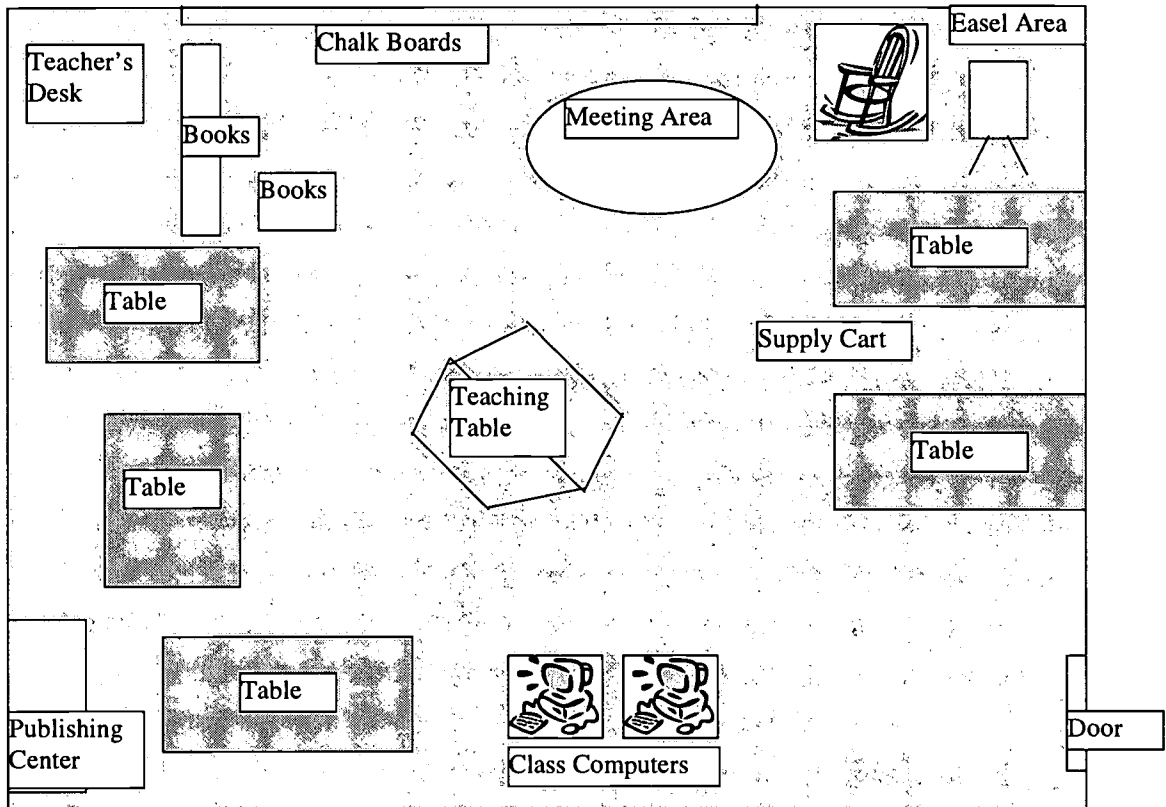 Easel Area
Chalk Boards
Teacher's
Desk
Meeting Area
Books
Books
Table
Table
Supply Cart
Teaching
Table
Table
Table
Table
Publishing
Center
Door
Class Computers